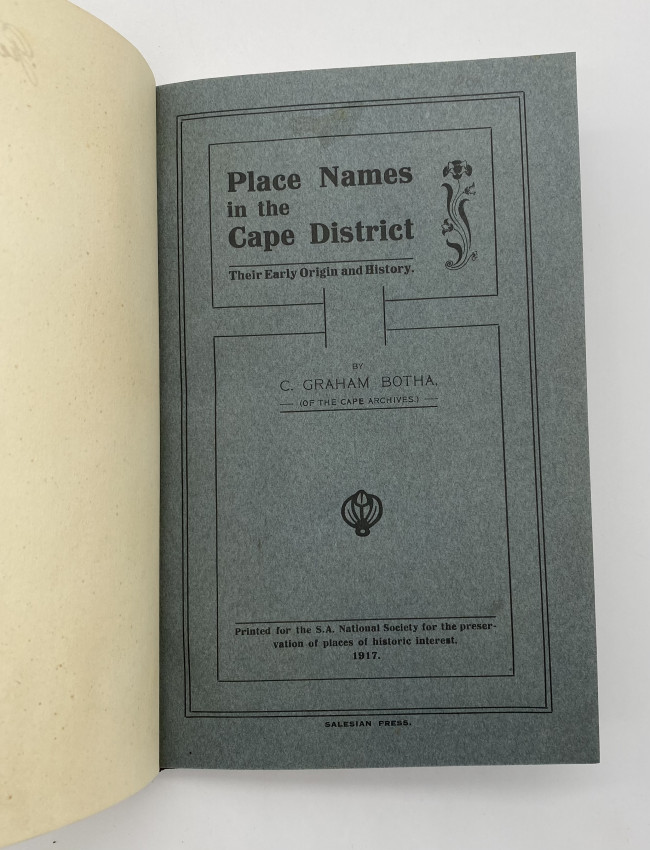 Place Names
in the
Cape District
Their Early Origin and History.
BY
C. GRAHAM BOTHA,
(OF THE CAPE ARCHIVES.)
Printed for the S.A. National Society for the preser-
vation of places of historic interest.
1917.
SALESIAN PRESS.